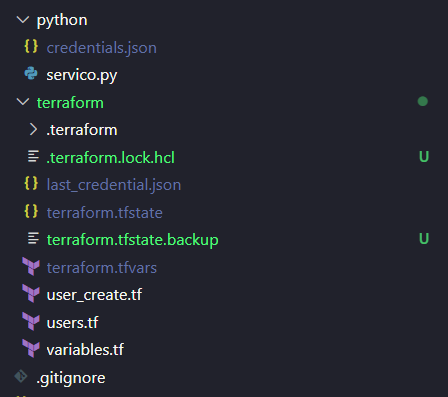 python
credentials.json
servico.py
terraform
.terraform
.terraform.lock.hcl U
last_credential.json
terraform.tfstate
terraform.tfstate.backup U
terraform.tfvars
user_create.tf
users.tf
variables.tf
.gitignore